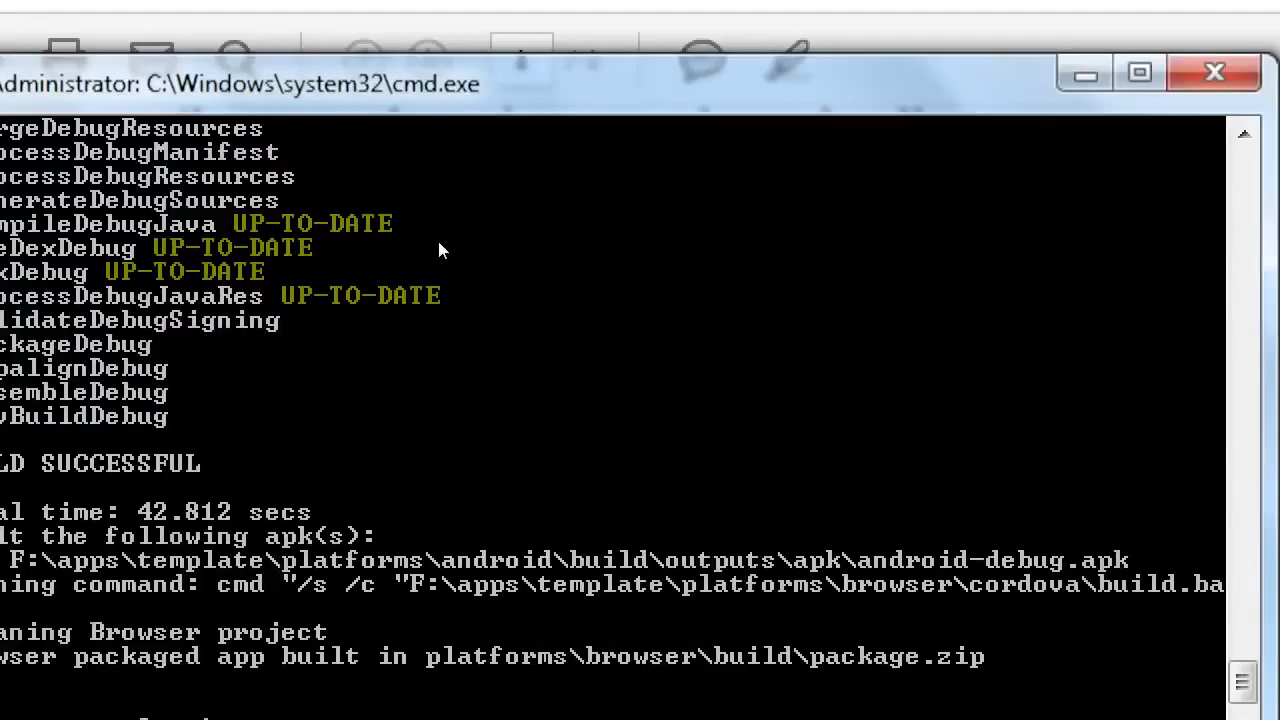 dministrator: C:\Windows\system32\cmd.exe
rgeDebugResources
ocessDebugManifest
ocessDebugResources
nerateDebugSources
mpileDebugJava UP-TO-DATE
eDexDebug UP-TO-DATE
xDebug UP-TO-DATE
ocessDebugJavaRes UP-TO-DATE
lidateDebugSigning
ckageDebug
palignDebug
sembleDebug
vBuildDebug
LD SUCCESSFUL
al time: 42.812 secs
lt the following apk(s):
F:\apps\template\platforms\android\build\outputs\apk\android-debug.apk
ning command: cmd "/s /c "F:\apps\template\platforms\browser\cordova\build.ba
aning Browser project
wser packaged app built in platforms\browser\build\package.zip